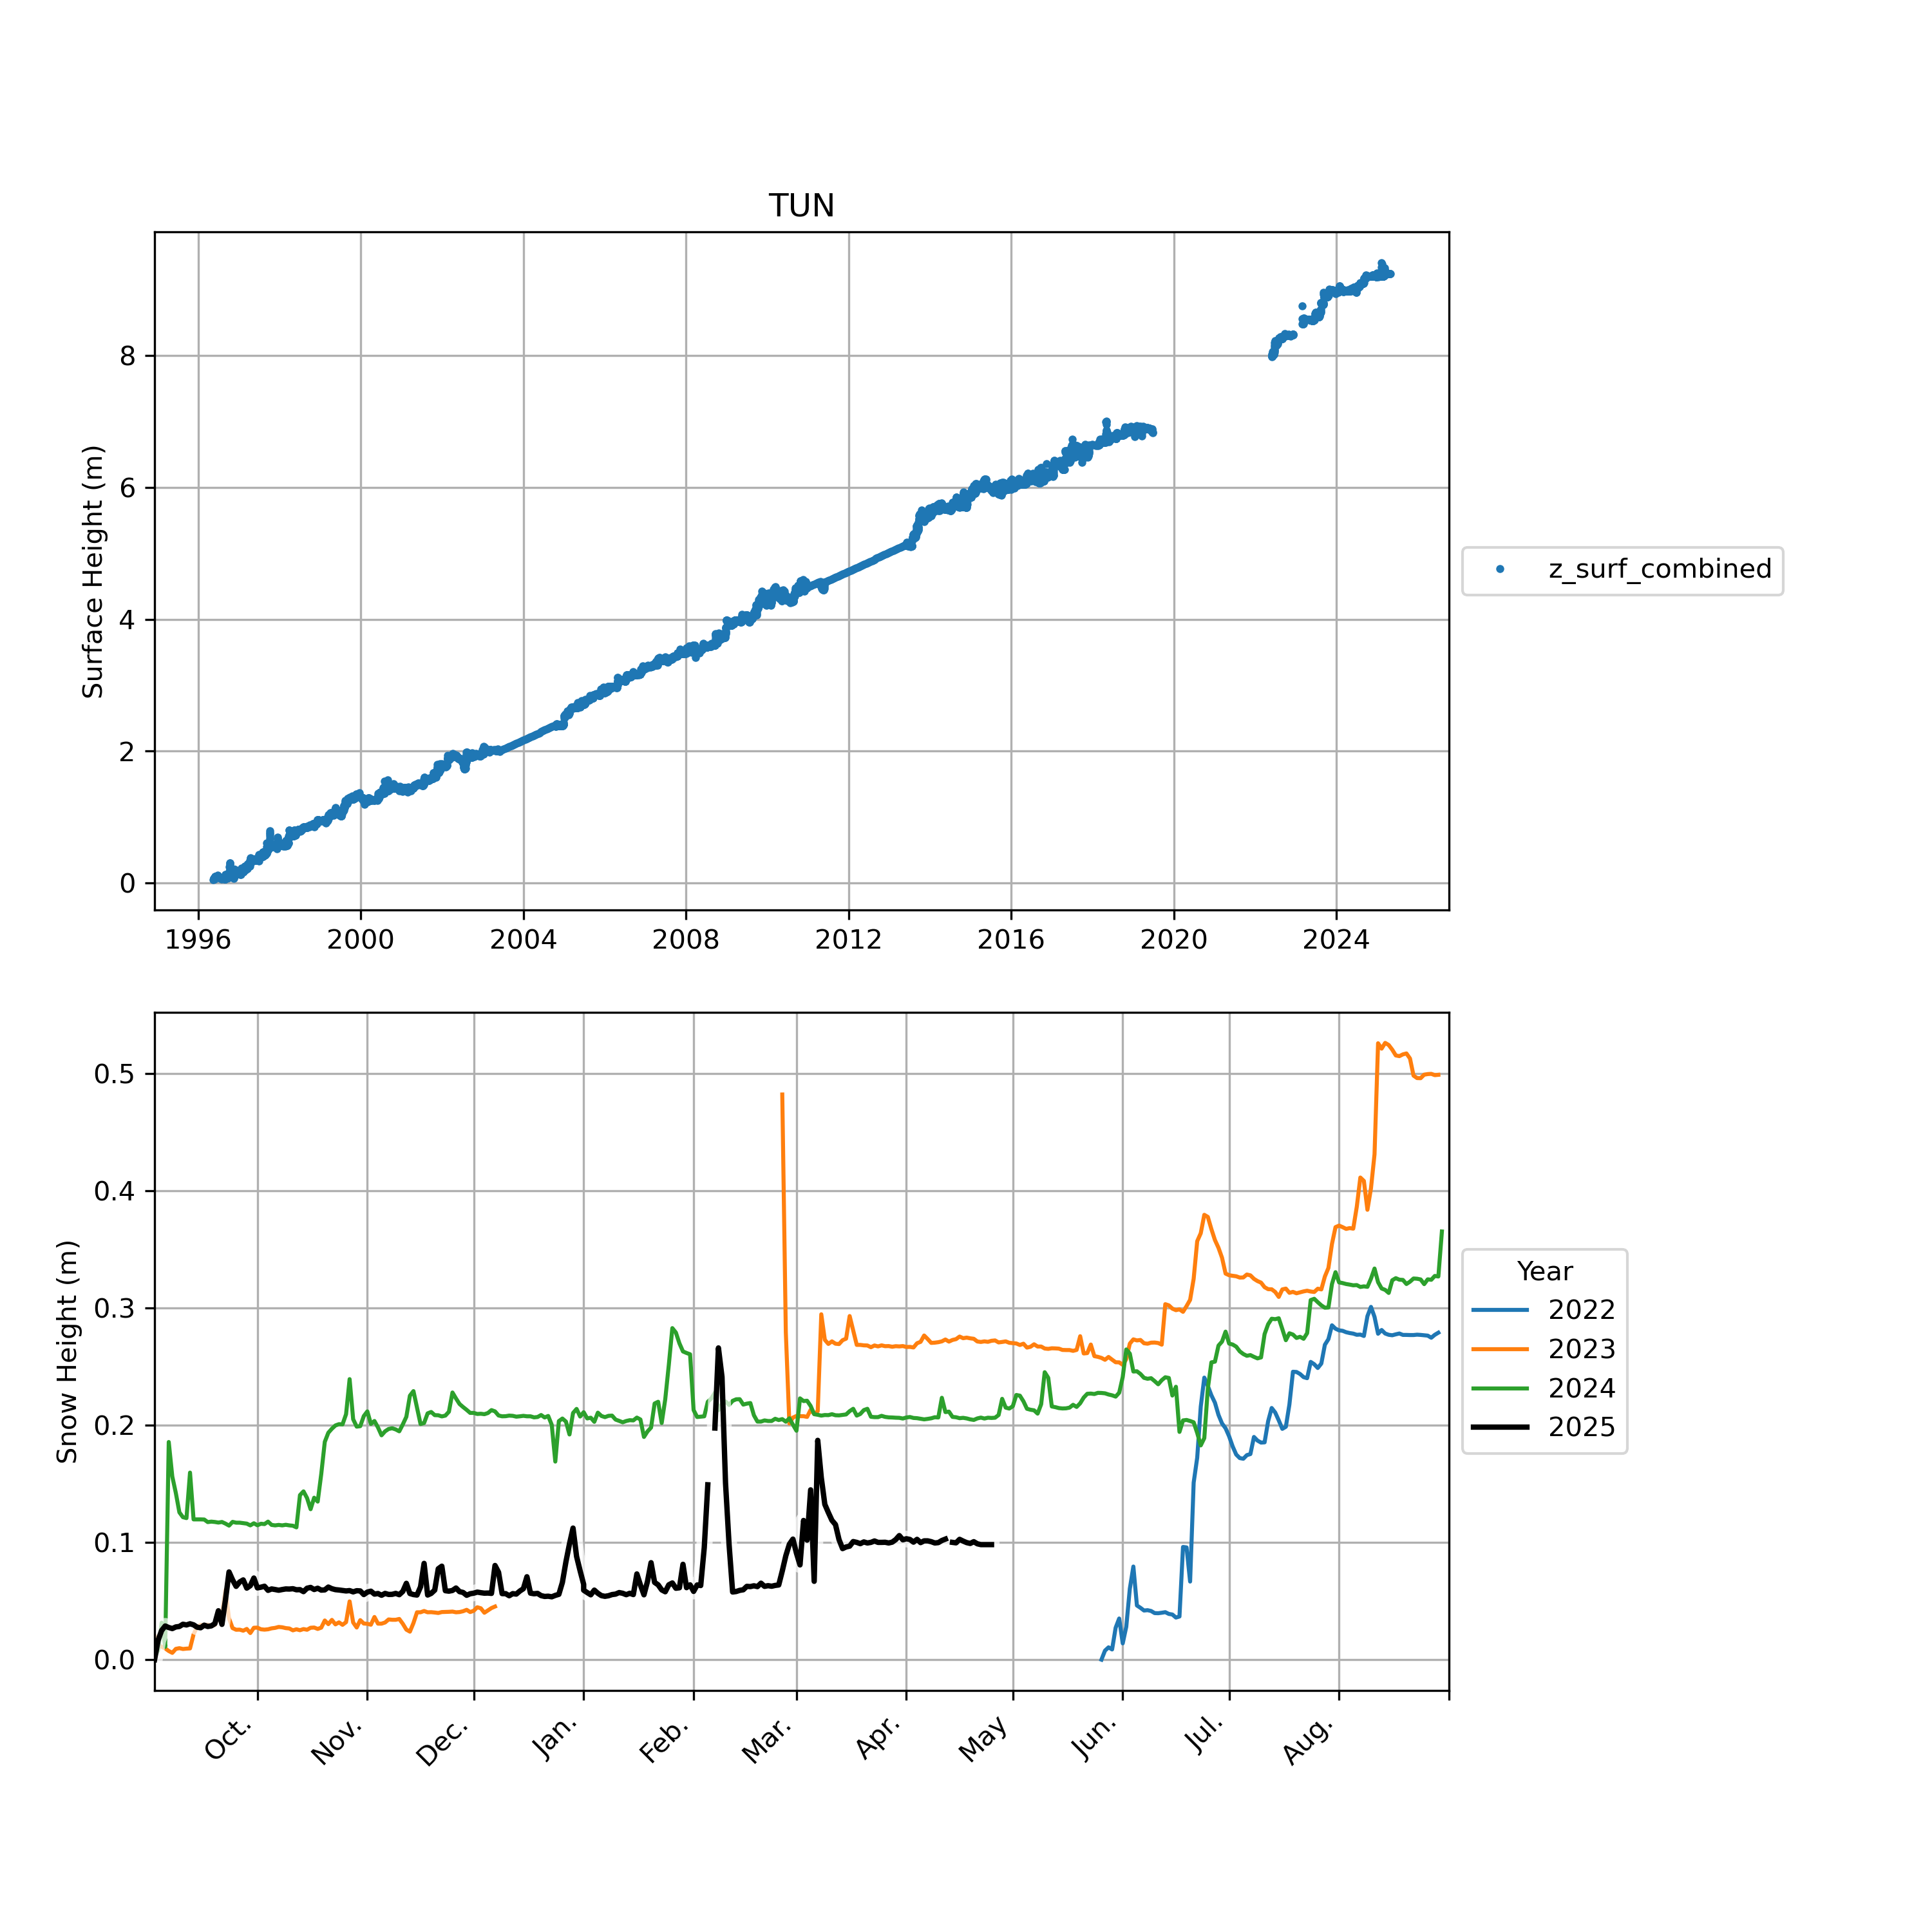 TUN
Surface Height (m)
8
6
4
2
0
1996 2000 2004 2008 2012 2016 2020 2024
z_surf_combined
Snow Height (m)
0.5
0.4
0.3
0.2
0.1
0.0
Oct. Nov. Dec. Jan. Feb. Mar. Apr. May Jun. Jul. Aug.
Year
2022
2023
2024
2025